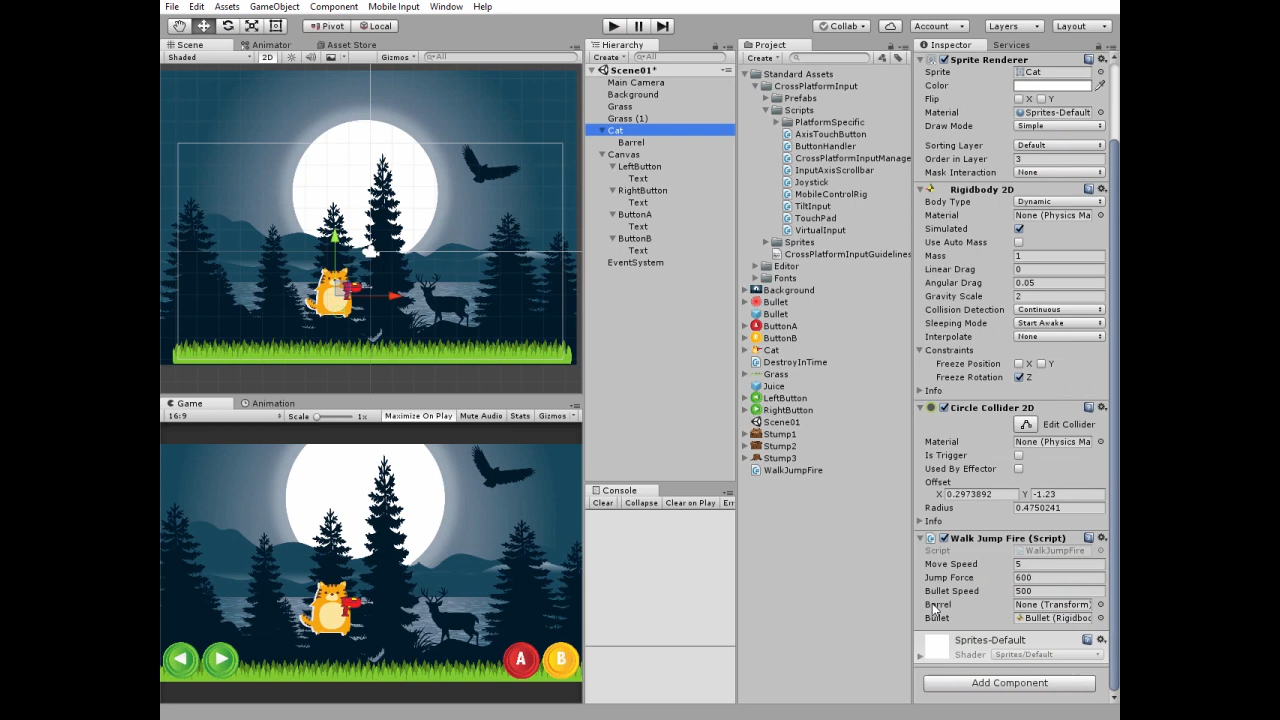 File Edit Assets GameObject Component Mobile Input Window Help
Pivot Local Collab Account Layers Layout
Scene Animator Asset Store
Shaded 2D Gizmos All
Game Animation
16:9 Scale 1x Maximize On Play Mute Audio Stats Gizmos
A B
Hierarchy
Create All
Scene01*
Main Camera
Background
Grass
Grass (1)
Cat
Barrel
Canvas
LeftButton
Text
RightButton
Text
ButtonA
Text
ButtonB
Text
EventSystem
Console
Clear Collapse Clear on Play Err
Project
Create
Standard Assets
CrossPlatformInput
Prefabs
Scripts
PlatformSpecific
AxisTouchButton
ButtonHandler
CrossPlatformInputManage
InputAxisScrollbar
Joystick
MobileControlRig
TiltInput
TouchPad
VirtualInput
Sprites
CrossPlatformInputGuidelines
Editor
Fonts
Background
Bullet
Bullet
ButtonA
ButtonB
Cat
DestroyInTime
Grass
Juice
LeftButton
RightButton
Scene01
Stump1
Stump2
Stump3
WalkJumpFire
Inspector Services
Sprite Renderer
Sprite Cat
Color
Flip X Y
Material Sprites-Default
Draw Mode Simple
Sorting Layer Default
Order in Layer 3
Mask Interaction None
Rigidbody 2D
Body Type Dynamic
Material None (Physics Ma
Simulated
Use Auto Mass
Mass 1
Linear Drag 0
Angular Drag 0.05
Gravity Scale 2
Collision Detection Continuous
Sleeping Mode Start Awake
Interpolate None
Constraints
Freeze Position X Y
Freeze Rotation Z
Info
Circle Collider 2D
Edit Collider
Material None (Physics Ma
Is Trigger
Used By Effector
Offset
X 0.2973892 Y -1.23
Radius 0.4750241
Info
Walk Jump Fire (Script)
Script WalkJumpFire
Move Speed 5
Jump Force 600
Bullet Speed 500
Barrel None (Transform)
Bullet Bullet (Rigidbod
Sprites-Default
Shader Sprites/Default
Add Component